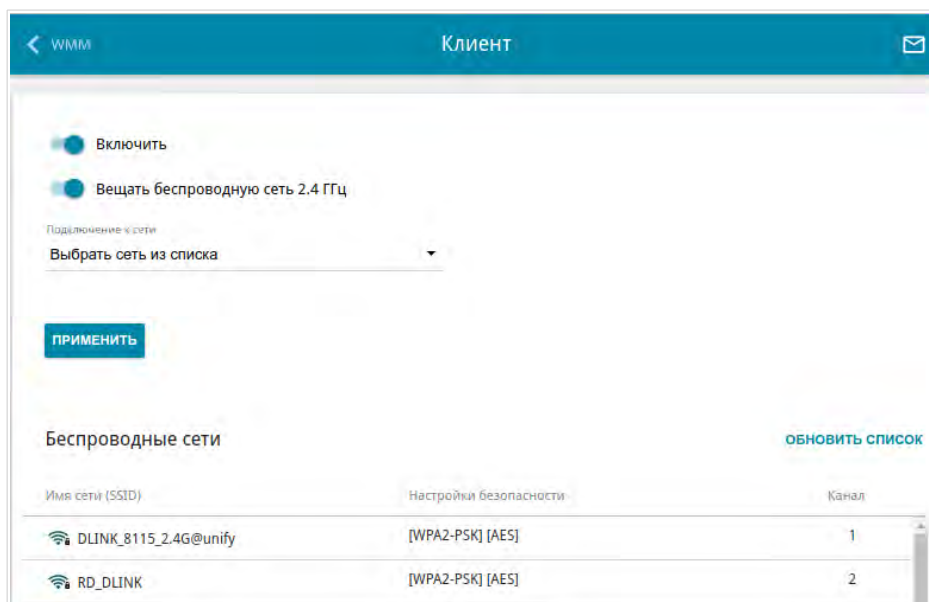 WMM Клиент
Включить
Вещать беспроводную сеть 2.4 ГГц
Подключение к сети
Выбрать сеть из списка
ПРИМЕНИТЬ
Беспроводные сети ОБНОВИТЬ СПИСОК
Имя сети (SSID) Настройки безопасности Канал
DLINK_8115_2.4G@unify [WPA2-PSK] [AES] 1
RD_DLINK [WPA2-PSK] [AES] 2